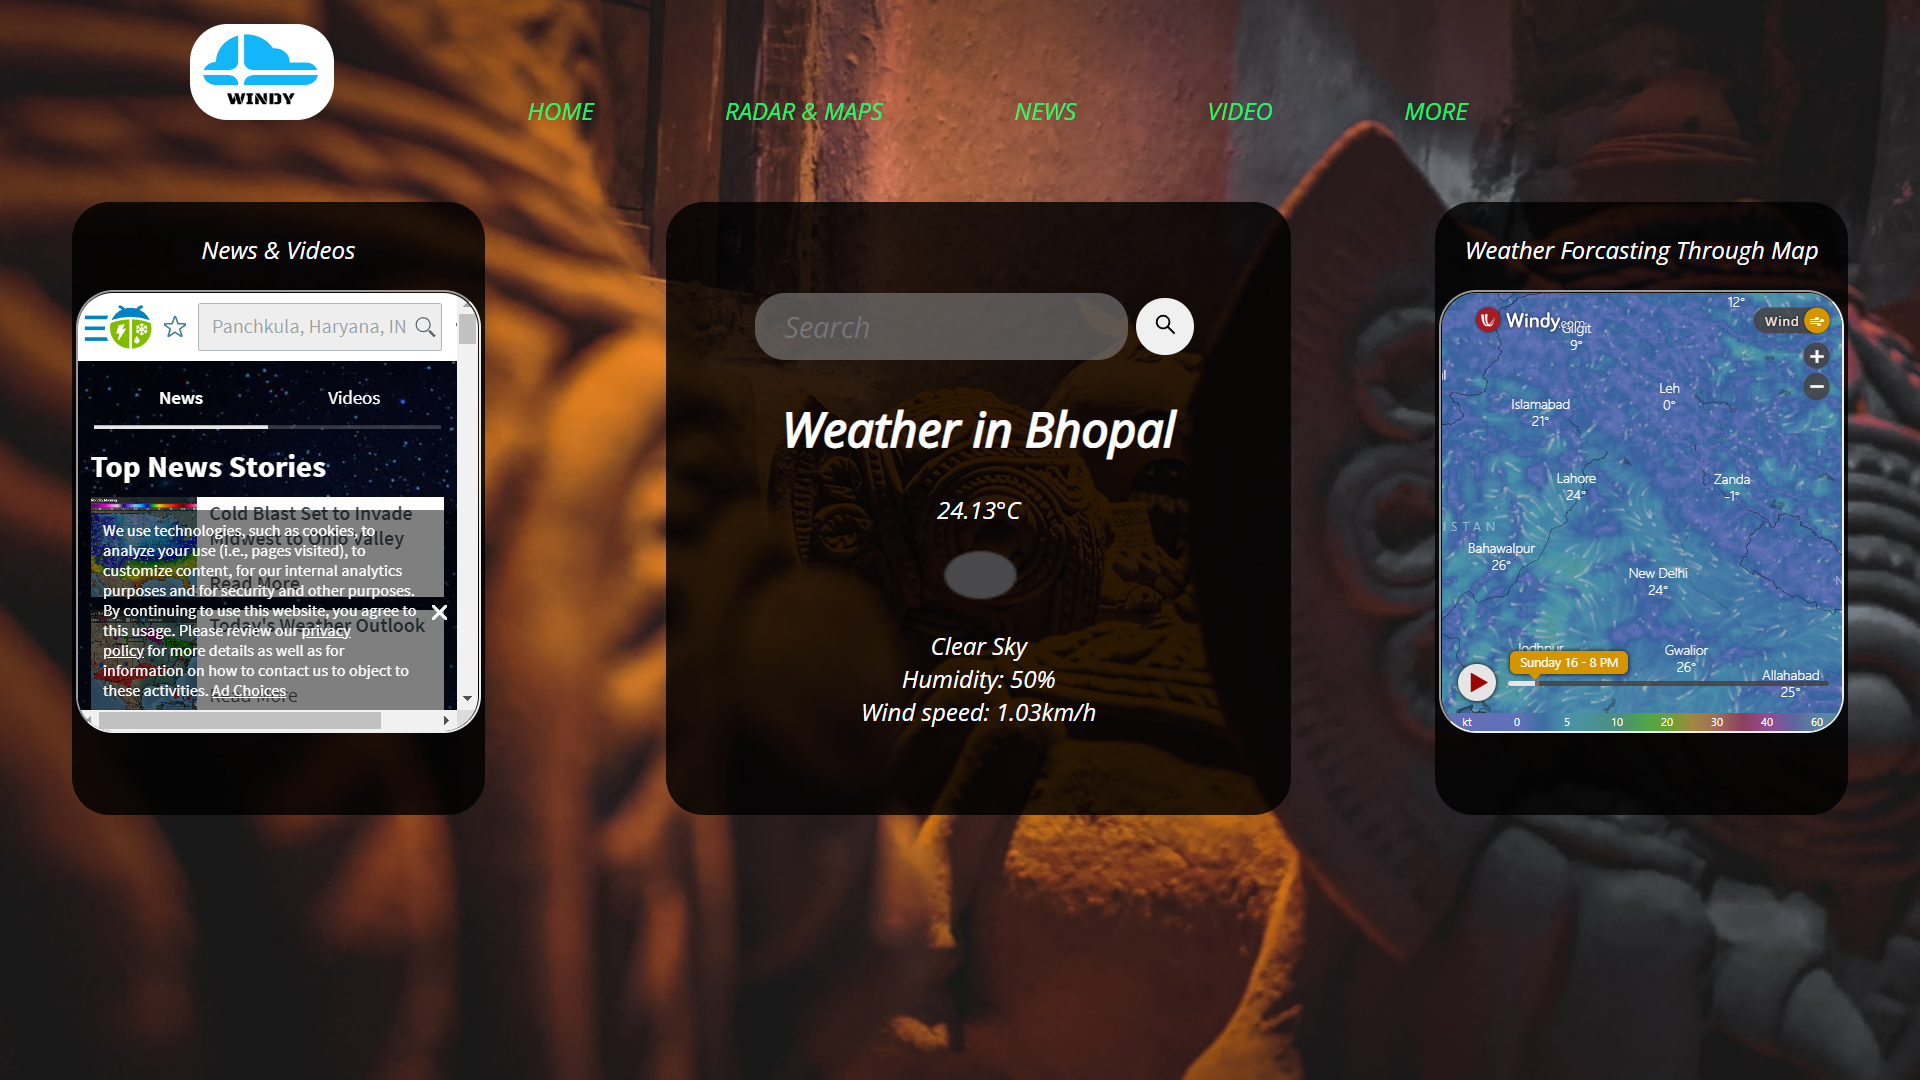 WINDY
HOME
RADAR & MAPS
NEWS
VIDEO
MORE
News & Videos
Panchkula, Haryana, IN
News
Videos
Top News Stories
Cold Blast Set to Invade
Midwest to Ohio Valley
Read More
Today's Weather Outlook
Read More
We use technologies, such as cookies, to
analyze your use (i.e., pages visited), to
customize content, for our internal analytics
purposes and for security and other purposes.
By continuing to use this website, you agree to
this usage. Please review our privacy
policy for more details as well as for
information on how to contact us to object to
these activities. Ad Choices
Search
Weather in Bhopal
24.13°C
Clear Sky
Humidity: 50%
Wind speed: 1.03km/h
Weather Forcasting Through Map
Windy.com
Wind
12°
Gilgit
9°
Leh
0°
Islamabad
21°
Lahore
24°
Zanda
-1°
ISTAN
Bahawalpur
26°
New Delhi
24°
Jodhpur
Gwalior
26°
Allahabad
25°
Sunday 16 - 8 PM
kt 0 5 10 20 30 40 60